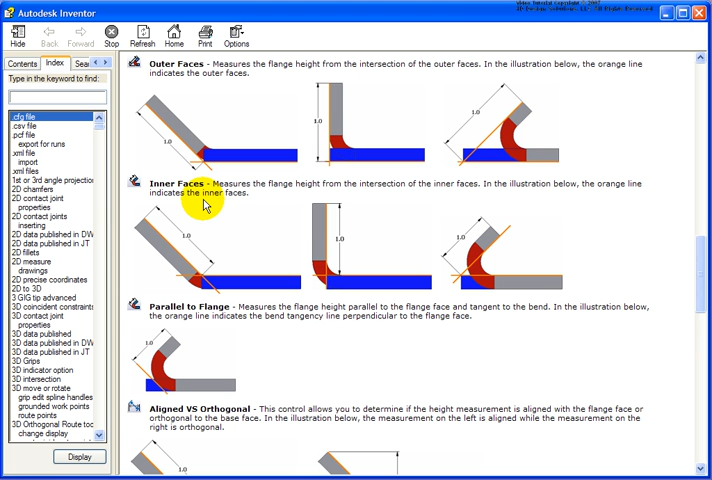 Autodesk Inventor
Hide
Back
Forward
Stop
Refresh
Home
Print
Options
Contents
Index
Sear
Type in the keyword to find:
.cfg file
.csv file
.pcf file
export for runs
.xml file
import
.xml files
1st or 3rd angle projection
2D chamfers
2D contact joint
properties
2D contact joints
inserting
2D data published in DW
2D data published in JT
2D fillets
2D measure
drawings
2D precise coordinates
2D to 3D
3 GIG tip advanced
3D coincident constraints
3D contact joint
properties
3D data published
3D data published in DW
3D data published in JT
3D Grips
3D indicator option
3D intersection
3D move or rotate
grip edit spline handles
grounded work points
route points
3D Orthogonal Route too
change display
Display
Outer Faces - Measures the flange height from the intersection of the outer faces. In the illustration below, the orange line
indicates the outer faces.
1.0
1.0
1.0
Inner Faces - Measures the flange height from the intersection of the inner faces. In the illustration below, the orange line
indicates the inner faces.
1.0
1.0
1.0
Parallel to Flange - Measures the flange height parallel to the flange face and tangent to the bend. In the illustration below,
the orange line indicates the bend tangency line perpendicular to the flange face.
1.0
Aligned VS Orthogonal - This control allows you to determine if the height measurement is aligned with the flange face or
orthogonal to the base face. In the illustration below, the measurement on the left is aligned while the measurement on the
right is orthogonal.
1.0